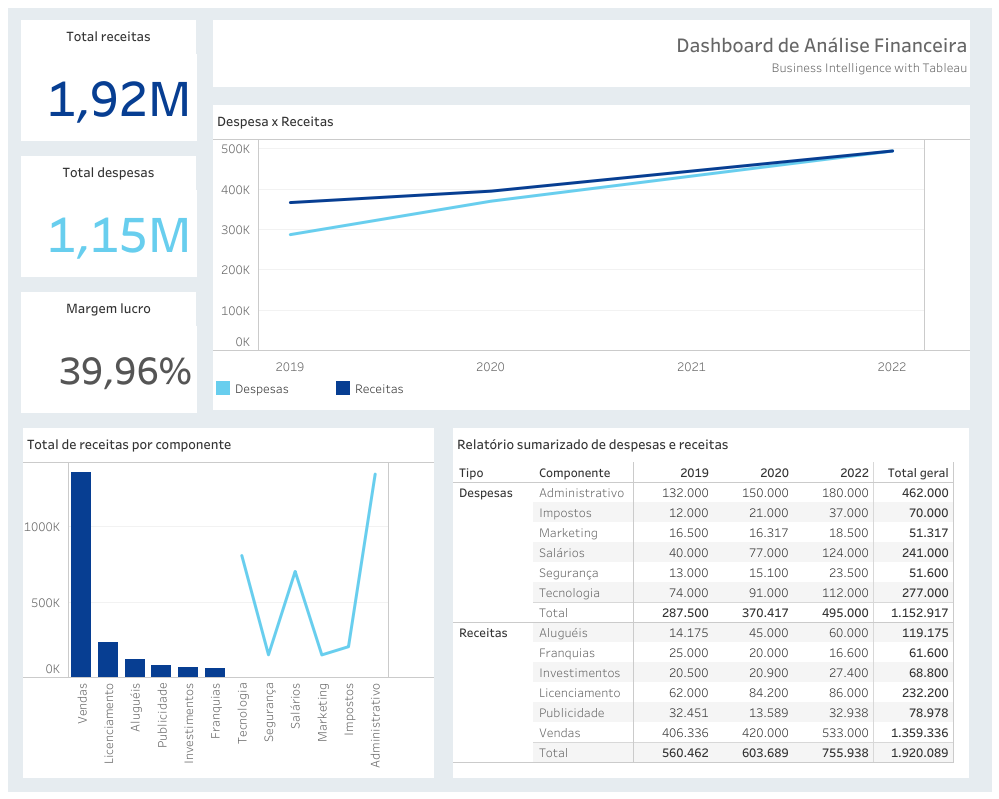 Total receitas
1,92M
Total despesas
1,15M
Margem lucro
39,96%
Dashboard de Análise Financeira
Business Intelligence with Tableau
Despesa x Receitas
500K
400K
300K
200K
100K
0K
2019 2020 2021 2022
Despesas Receitas
Total de receitas por componente
1000K
500K
0K
Vendas
Licenciamento
Aluguéis
Publicidade
Investimentos
Franquias
Tecnologia
Segurança
Salários
Marketing
Impostos
Administrativo
Relatório sumarizado de despesas e receitas
Tipo Componente 2019 2020 2022 Total geral
Despesas Administrativo 132.000 150.000 180.000 462.000
Impostos 12.000 21.000 37.000 70.000
Marketing 16.500 16.317 18.500 51.317
Salários 40.000 77.000 124.000 241.000
Segurança 13.000 15.100 23.500 51.600
Tecnologia 74.000 91.000 112.000 277.000
Total 287.500 370.417 495.000 1.152.917
Receitas Aluguéis 14.175 45.000 60.000 119.175
Franquias 25.000 20.000 16.600 61.600
Investimentos 20.500 20.900 27.400 68.800
Licenciamento 62.000 84.200 86.000 232.200
Publicidade 32.451 13.589 32.938 78.978
Vendas 406.336 420.000 533.000 1.359.336
Total 560.462 603.689 755.938 1.920.089